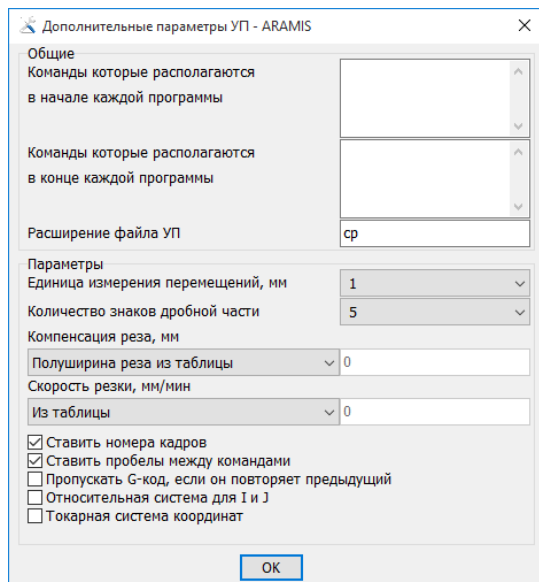 Дополнительные параметры УП - ARAMIS
Общие
Команды которые располагаются
в начале каждой программы
Команды которые располагаются
в конце каждой программы
Расширение файла УП
cp
Параметры
Единица измерения перемещений, мм
1
Количество знаков дробной части
5
Компенсация реза, мм
Полуширина реза из таблицы
0
Скорость резки, мм/мин
Из таблицы
0
Ставить номера кадров
Ставить пробелы между командами
Пропускать G-код, если он повторяет предыдущий
Относительная система для I и J
Токарная система координат
OK